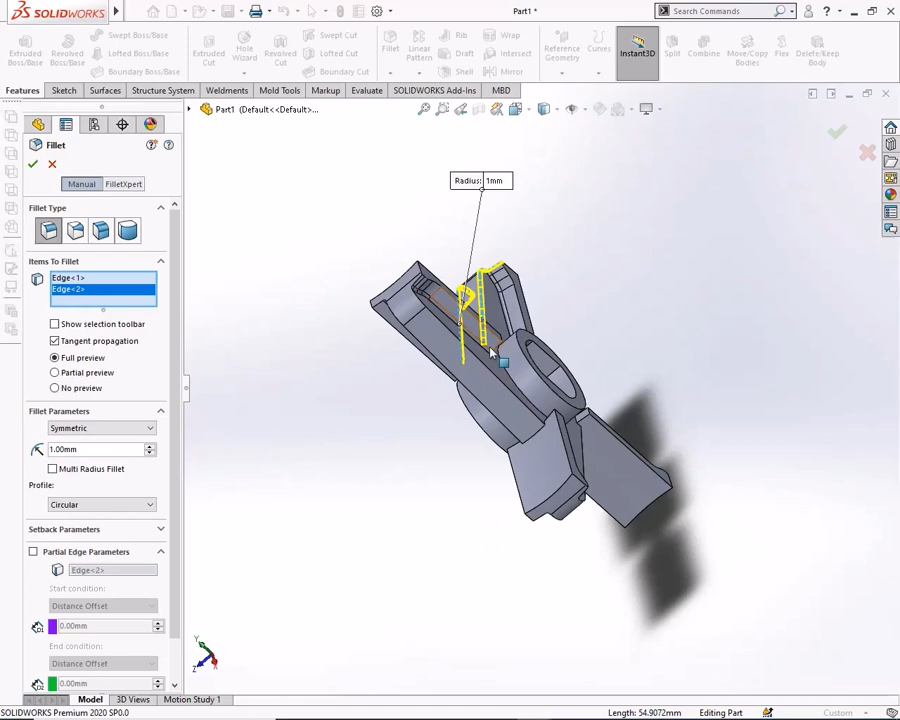 SOLIDWORKS
Part1 *
Search Commands
Extruded Boss/Base
Revolved Boss/Base
Swept Boss/Base
Lofted Boss/Base
Boundary Boss/Base
Extruded Cut
Hole Wizard
Revolved Cut
Swept Cut
Lofted Cut
Boundary Cut
Fillet
Linear Pattern
Rib
Draft
Shell
Wrap
Intersect
Mirror
Reference Geometry
Curves
Instant3D
Split
Combine
Move/Copy Bodies
Flex
Delete/Keep Body
Features
Sketch
Surfaces
Structure System
Weldments
Mold Tools
Markup
Evaluate
SOLIDWORKS Add-Ins
MBD
Part1 (Default<<Default>...
Fillet
Manual
FilletXpert
Fillet Type
Items To Fillet
Edge<1>
Edge<2>
Show selection toolbar
Tangent propagation
Full preview
Partial preview
No preview
Fillet Parameters
Symmetric
1.00mm
Multi Radius Fillet
Profile:
Circular
Setback Parameters
Partial Edge Parameters
Edge<2>
Start condition:
Distance Offset
0.00mm
End condition:
Distance Offset
0.00mm
Radius: 1mm
Y
Z
X
Model
3D Views
Motion Study 1
SOLIDWORKS Premium 2020 SP0.0
Length: 54.9072mm
Editing Part
Custom